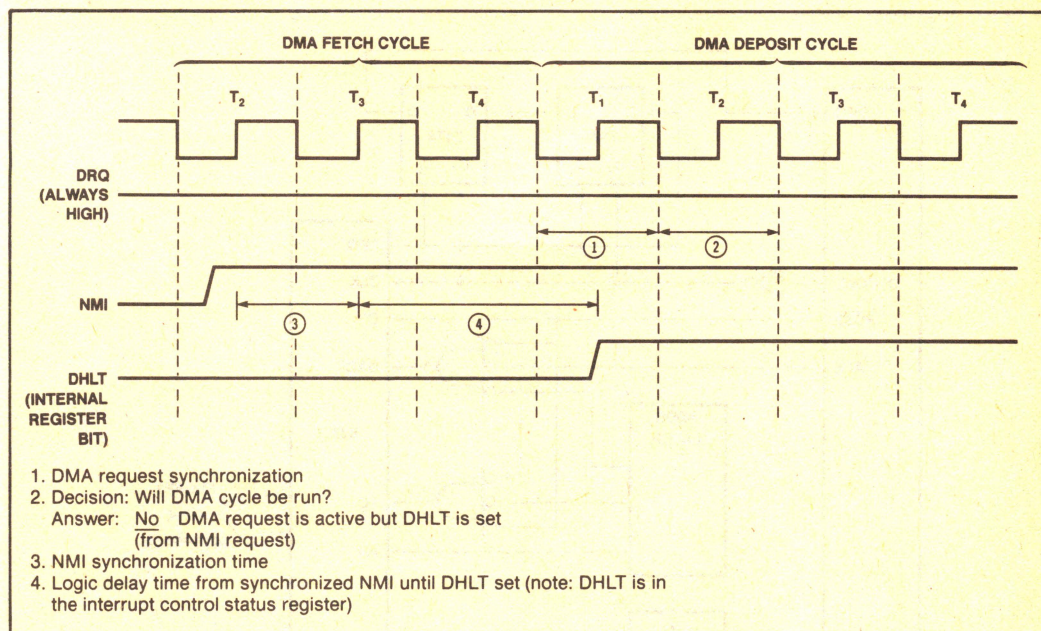 DMA FETCH CYCLE
DMA DEPOSIT CYCLE
T2
T3
T4
T1
T2
T3
T4
DRQ
(ALWAYS
HIGH)
1
2
NMI
3
4
DHLT
(INTERNAL
REGISTER
BIT)
1. DMA request synchronization
2. Decision: Will DMA cycle be run?
Answer: No DMA request is active but DHLT is set
(from NMI request)
3. NMI synchronization time
4. Logic delay time from synchronized NMI until DHLT set (note: DHLT is in
the interrupt control status register)